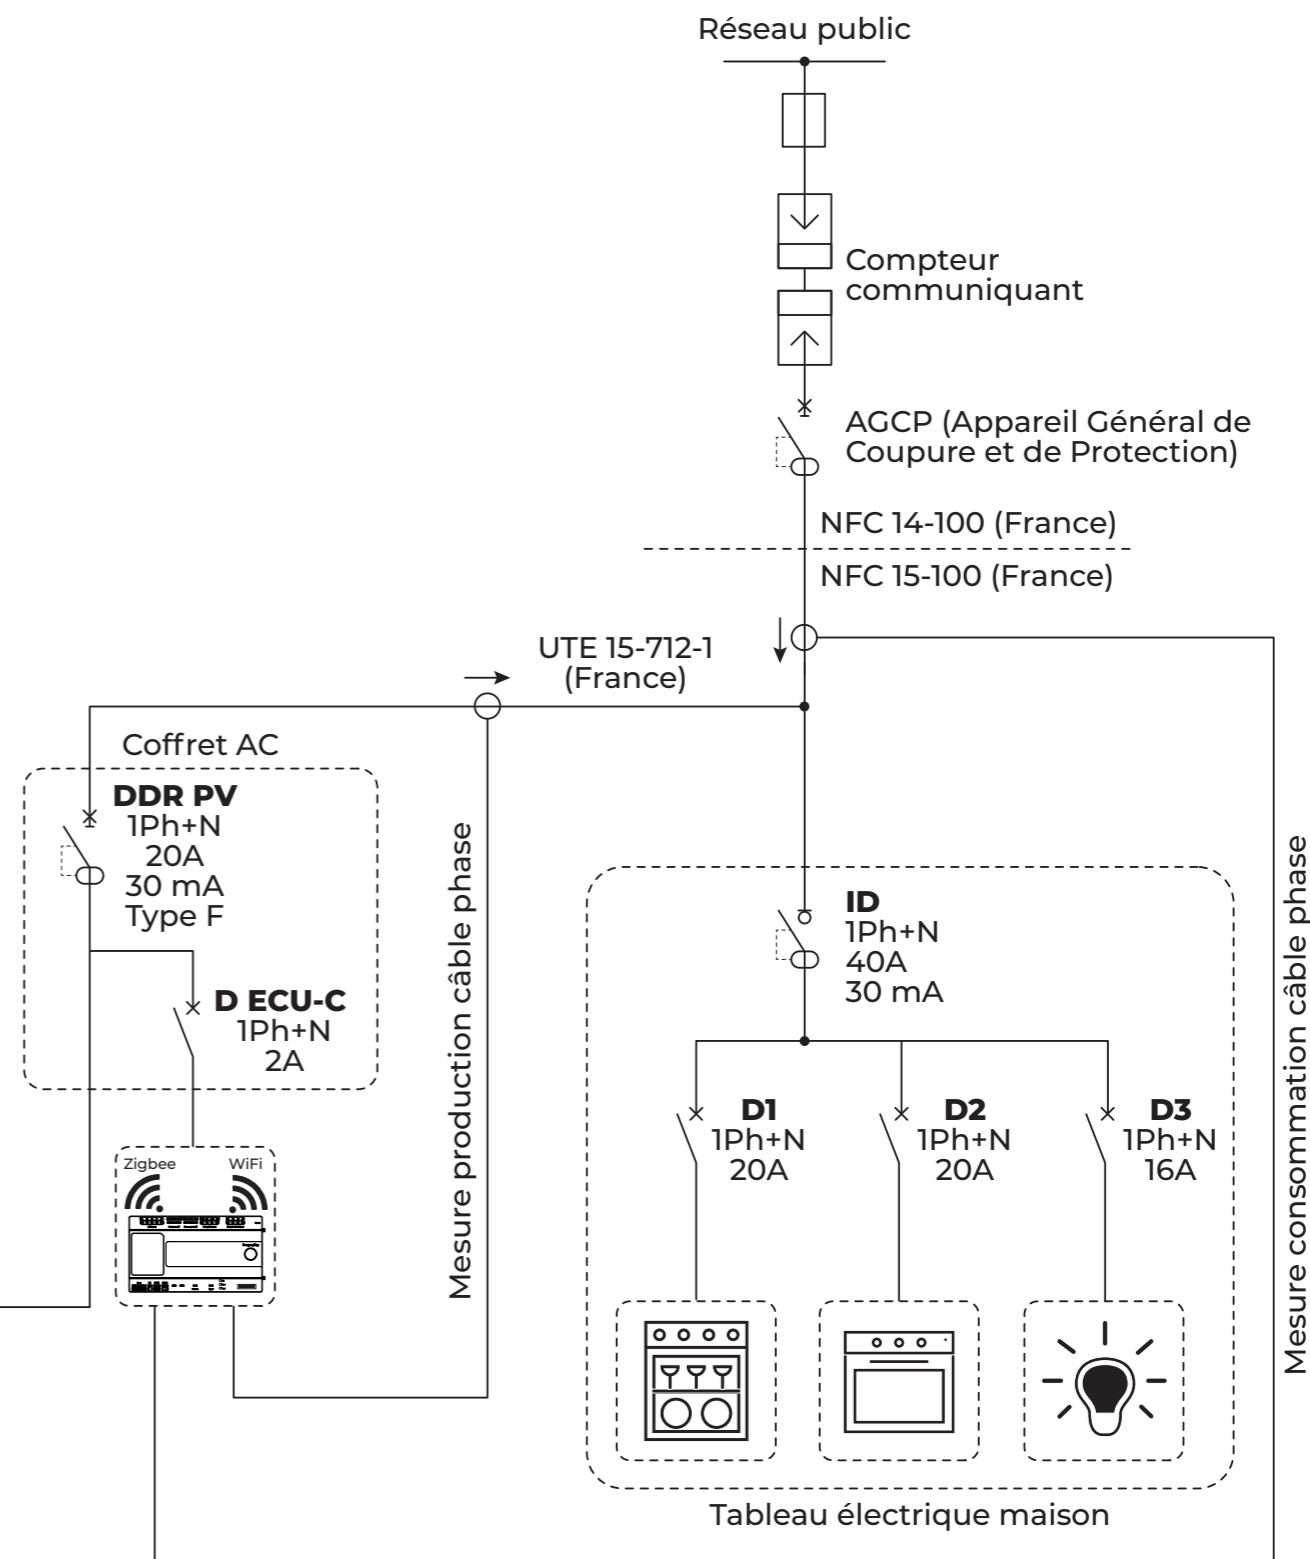 Réseau public
Compteur
communiquant
AGCP (Appareil Général de
Coupure et de Protection)
NFC 14-100 (France)
NFC 15-100 (France)
UTE 15-712-1
(France)
Coffret AC
DDR PV
1Ph+N
20A
30 mA
Type F
D ECU-C
1Ph+N
2A
Zigbee
WiFi
Mesure production câble phase
ID
1Ph+N
40A
30 mA
D1
1Ph+N
20A
D2
1Ph+N
20A
D3
1Ph+N
16A
Tableau électrique maison
Mesure consommation câble phase